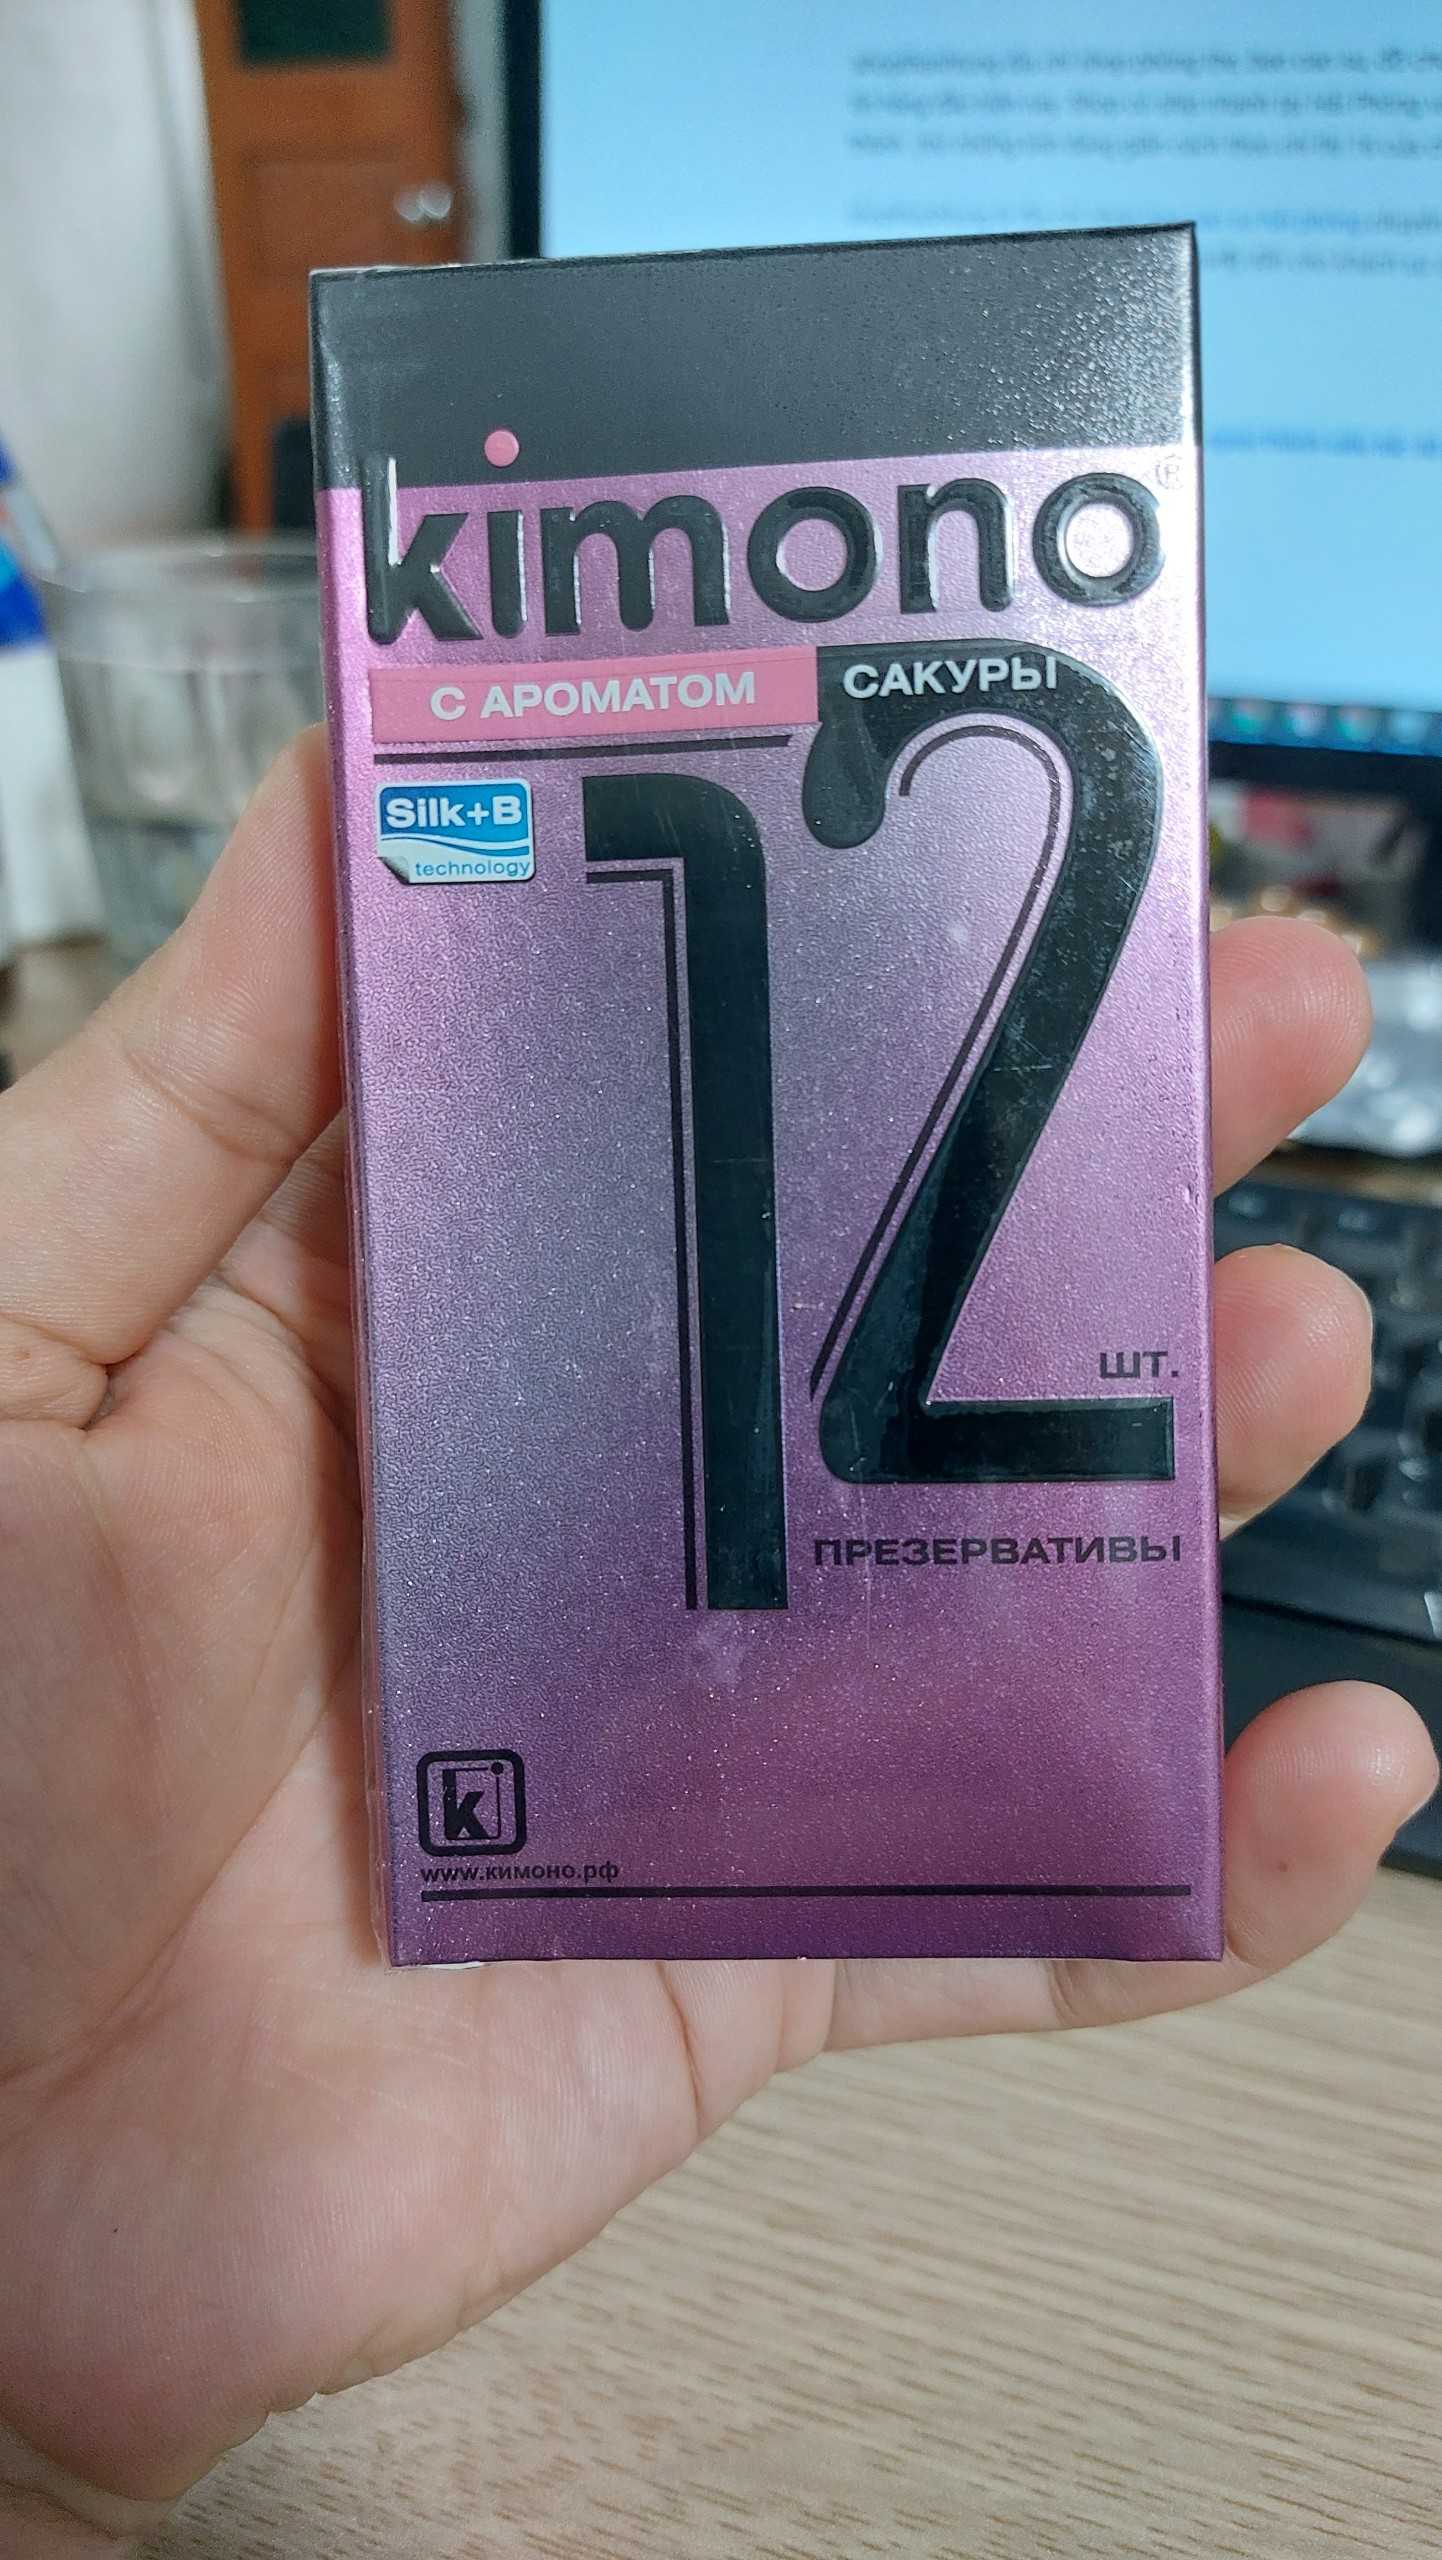 kimono®
С АРОМАТОМ САКУРЫ
Silk+B
technology
12
шт.
ПРЕЗЕРВАТИВЫ
k
www.кимоно.рф